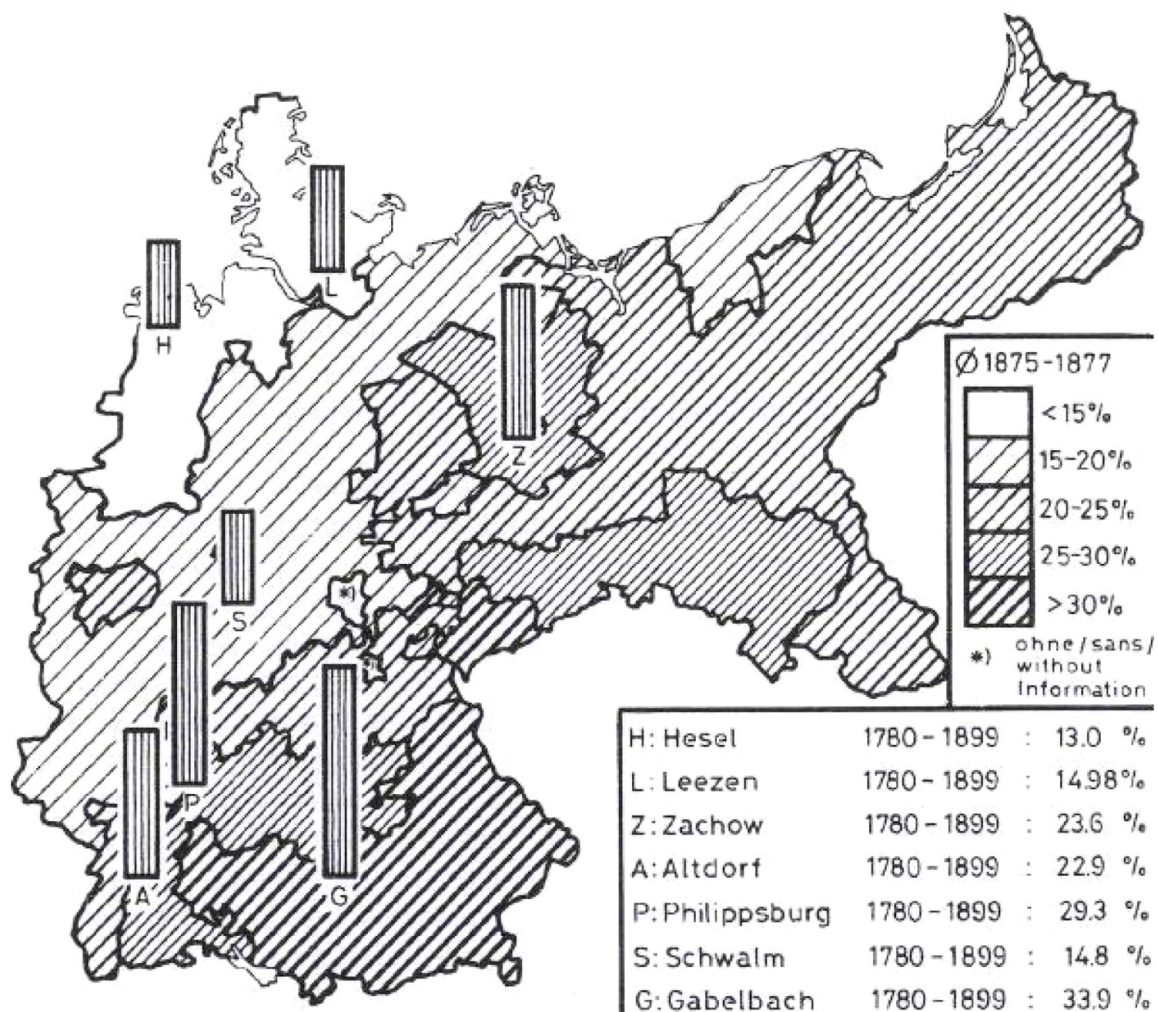 L
H
Z
S
*)
*)
P
A
G
Ø 1875-1877
<15%
15-20%
20-25%
25-30%
>30%
*) ohne/sans/
without
Information
H: Hesel 1780-1899 : 13.0 %
L: Leezen 1780-1899 : 14.98%
Z: Zachow 1780-1899 : 23.6 %
A: Altdorf 1780-1899 : 22.9 %
P: Philippsburg 1780-1899 : 29.3 %
S: Schwalm 1780-1899 : 14.8 %
G: Gabelbach 1780-1899 : 33.9 %